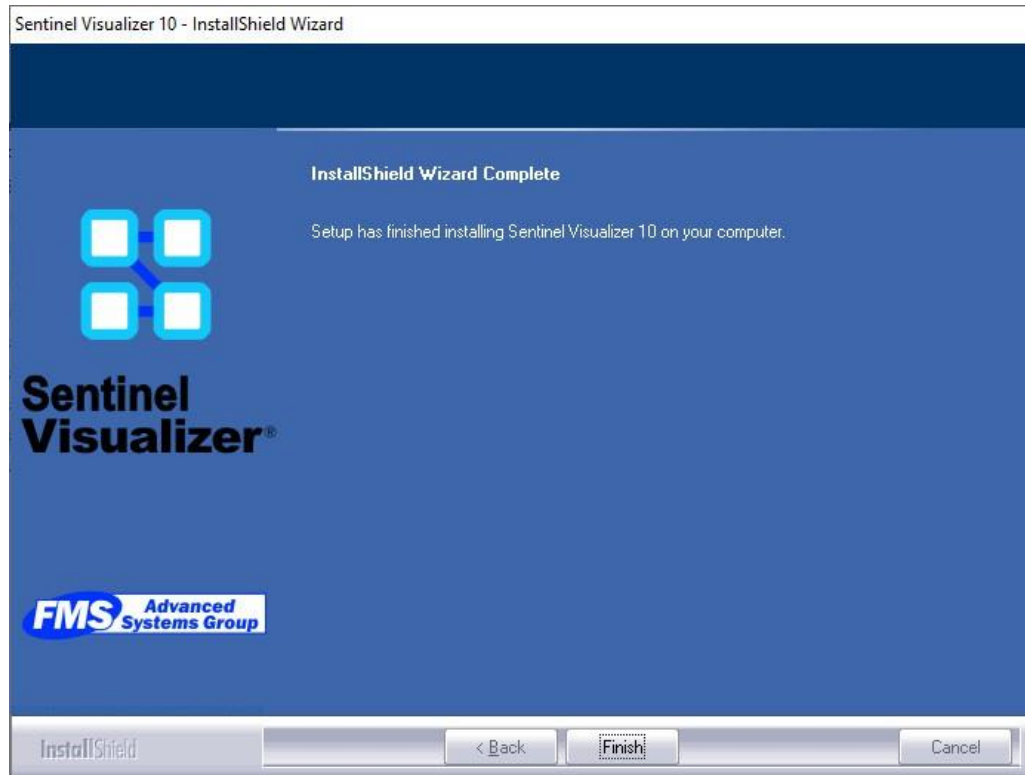 Sentinel Visualizer 10 - InstallShield Wizard
InstallShield Wizard Complete
Setup has finished installing Sentinel Visualizer 10 on your computer.
Sentinel
Visualizer®
FMS Advanced
Systems Group
InstallShield
< Back
Finish
Cancel